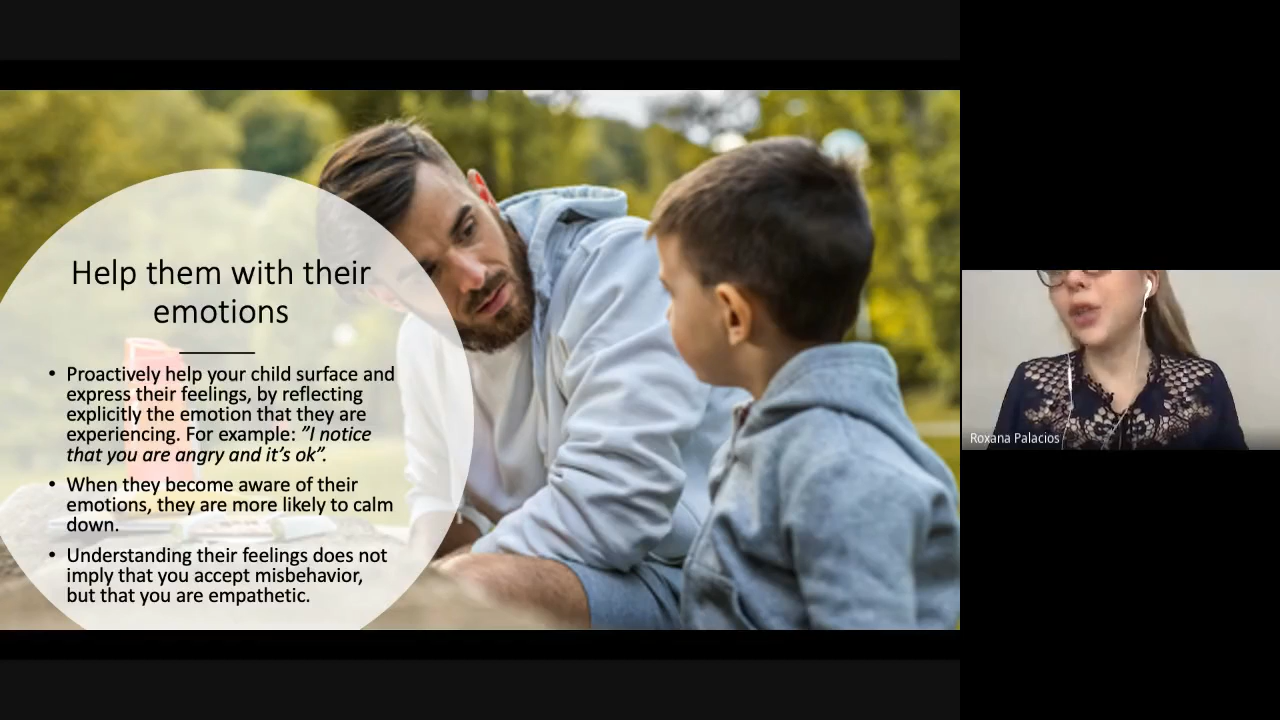 Help them with their
emotions
• Proactively help your child surface and
express their feelings, by reflecting
explicitly the emotion that they are
experiencing. For example: ”I notice
that you are angry and it’s ok”.
• When they become aware of their
emotions, they are more likely to calm
down.
• Understanding their feelings does not
imply that you accept misbehavior,
but that you are empathetic.
Roxana Palacios